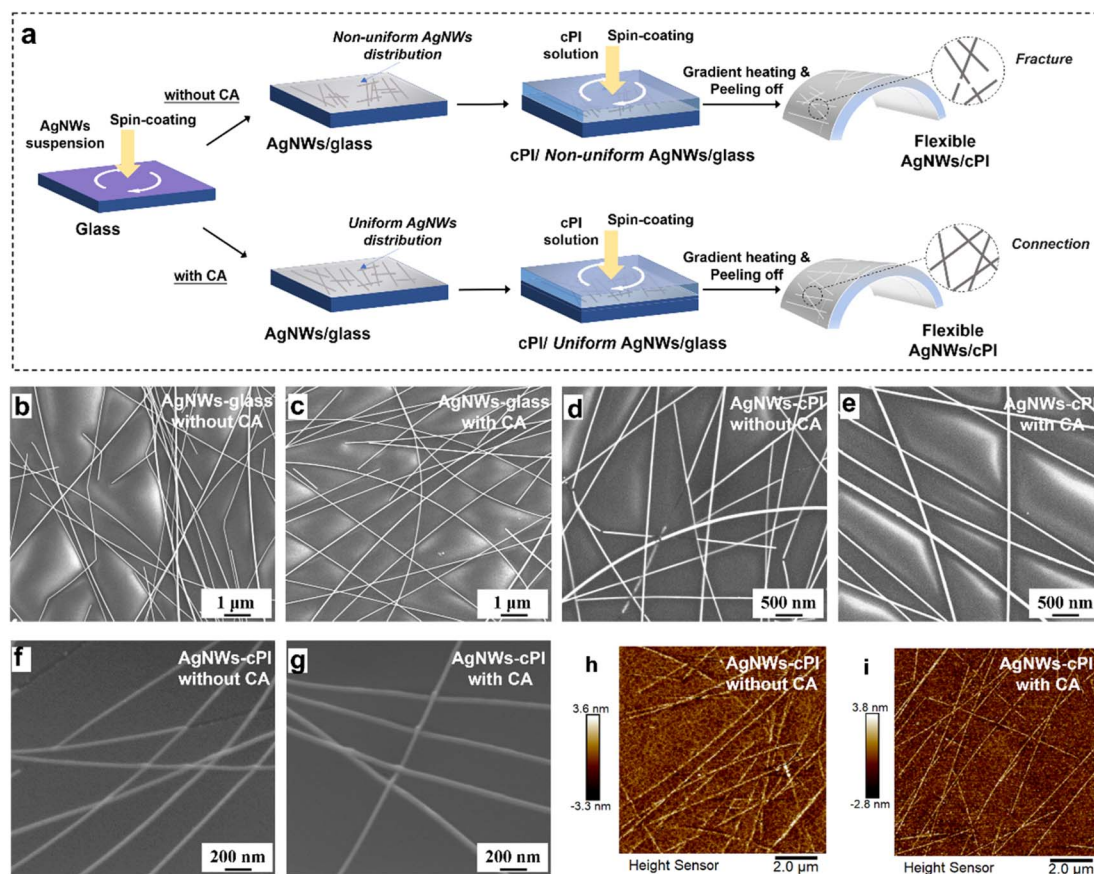 a
Non-uniform AgNWs
distribution
cPI
solution
Spin-coating
Gradient heating &
Peeling off
Fracture
without CA
AgNWs
suspension
Spin-coating
AgNWs/glass
cPI/ Non-uniform AgNWs/glass
Flexible
AgNWs/cPI
Glass
Uniform AgNWs
distribution
cPI
solution
Spin-coating
Gradient heating &
Peeling off
Connection
with CA
AgNWs/glass
cPI/ Uniform AgNWs/glass
Flexible
AgNWs/cPI
b
AgNWs-glass
without CA
1 μm
c
AgNWs-glass
with CA
1 μm
d
AgNWs-cPI
without CA
500 nm
e
AgNWs-cPI
with CA
500 nm
f
AgNWs-cPI
without CA
200 nm
g
AgNWs-cPI
with CA
200 nm
h
AgNWs-cPI
without CA
3.6 nm
-3.3 nm
Height Sensor
2.0 μm
i
AgNWs-cPI
with CA
3.8 nm
-2.8 nm
Height Sensor
2.0 μm